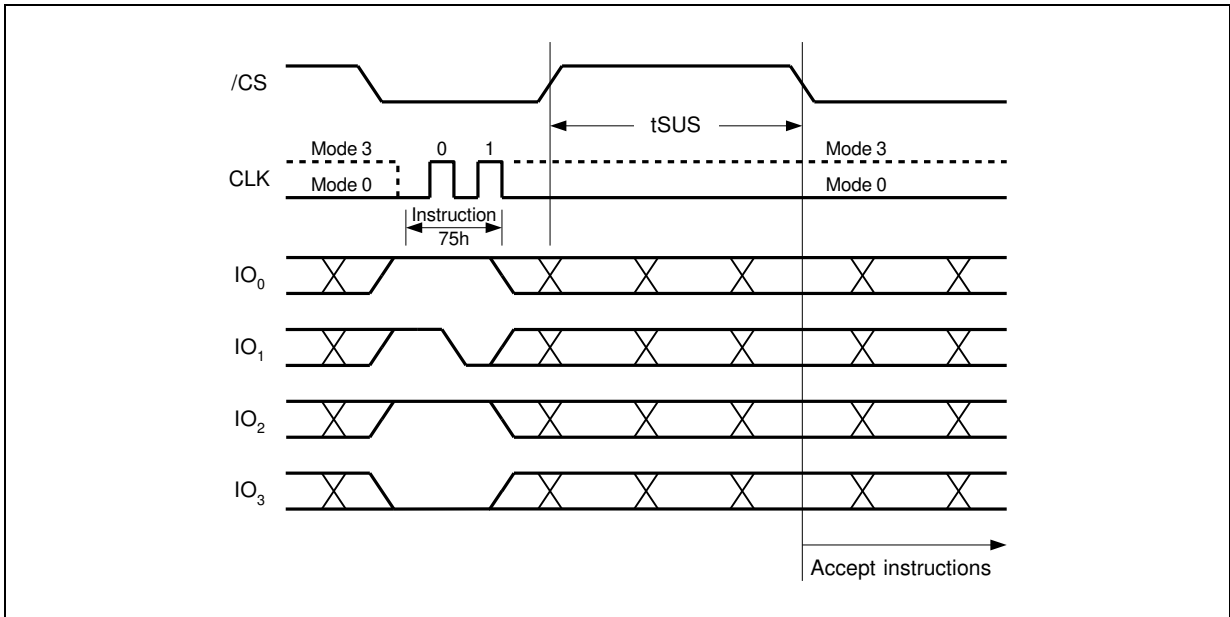 /CS
tSUS
Mode 3 0 1 Mode 3
CLK
Mode 0 Mode 0
Instruction
75h
IO0
IO1
IO2
IO3
Accept instructions